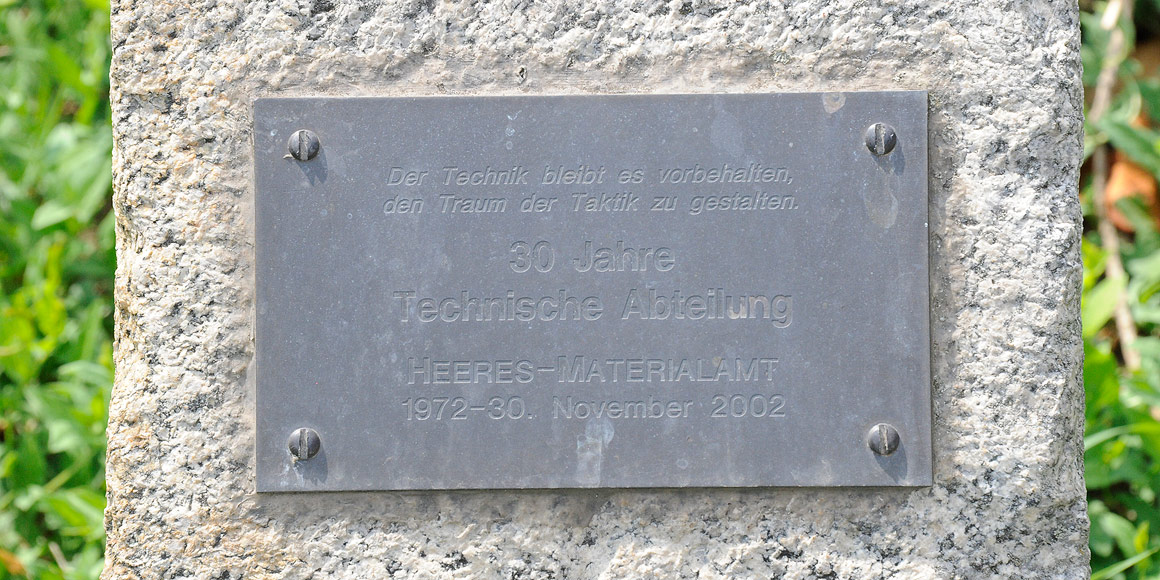 Der Technik bleibt es vorbehalten,
den Traum der Taktik zu gestalten.
30 Jahre
Technische Abteilung
HEERES-MATERIALAMT
1972-30. November 2002